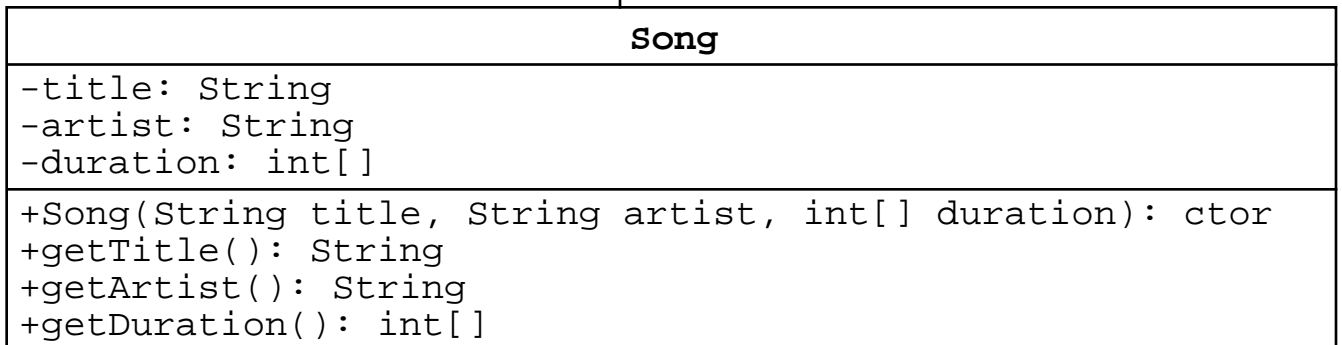 Song
-title: String
-artist: String
-duration: int[]
+Song(String title, String artist, int[] duration): ctor
+getTitle(): String
+getArtist(): String
+getDuration(): int[]